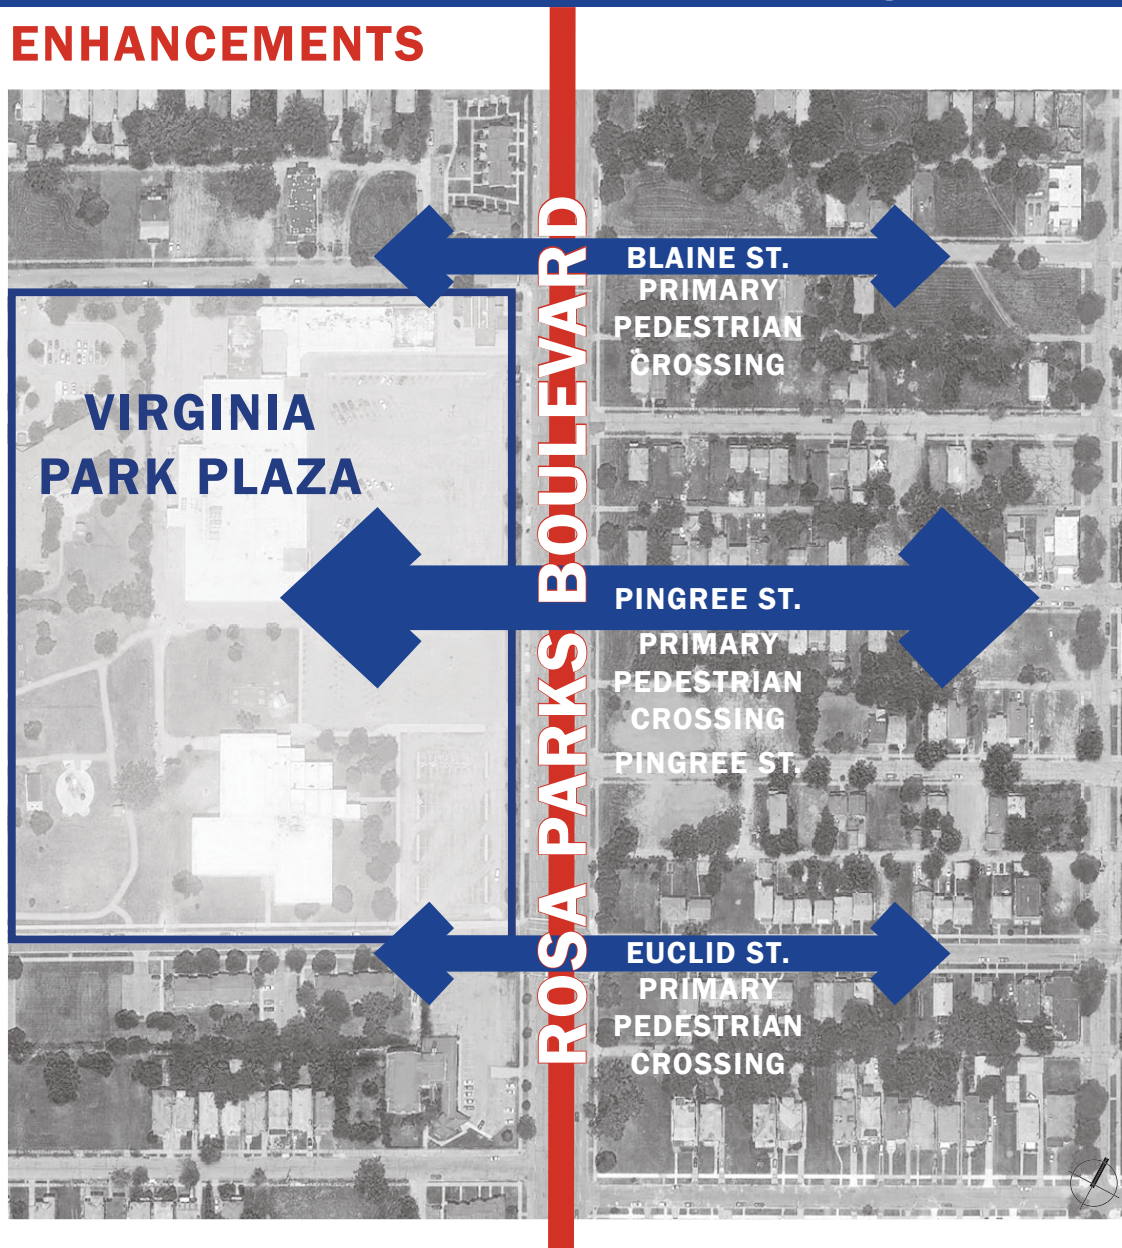 ENHANCEMENTS
BLAINE ST.
PRIMARY
PEDESTRIAN
CROSSING
VIRGINIA
PARK PLAZA
ROSA PARKS BOULEVARD
PINGREE ST.
PRIMARY
PEDESTRIAN
CROSSING
PINGREE ST.
EUCLID ST.
PRIMARY
PEDESTRIAN
CROSSING